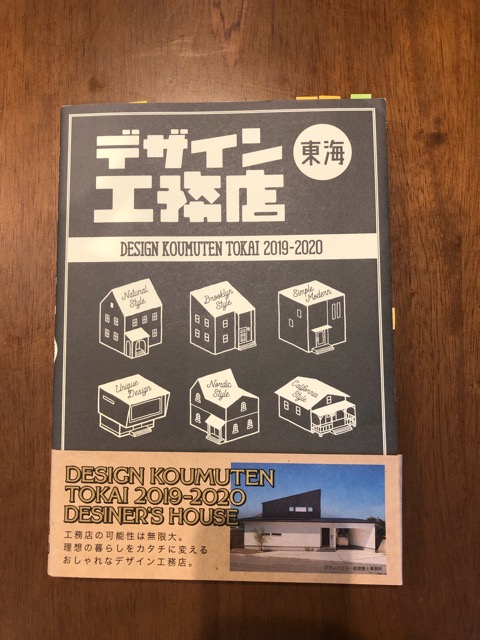 デザイン
工務店
東海
DESIGN KOUMUTEN TOKAI 2019-2020
Natural
Style
Brooklyn
Style
Simple
Modern
Unique
Design
Nordic
Style
California
Style
DESIGN KOUMUTEN
TOKAI 2019-2020
DESINER'S HOUSE
工務店の可能性は無限大。
理想の暮らしをカタチに変える
おしゃれなデザイン工務店。